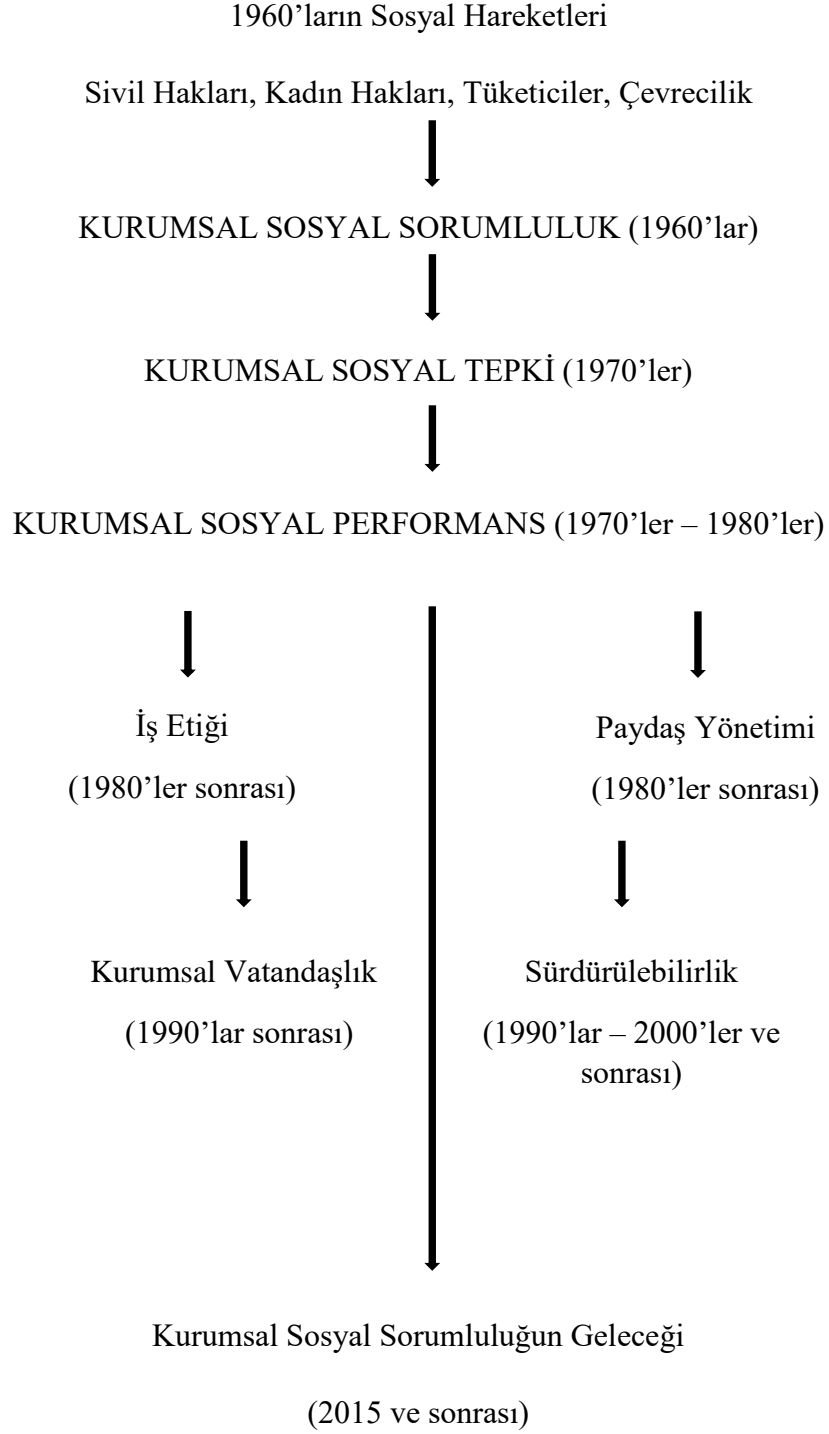 1960’ların Sosyal Hareketleri
Sivil Hakları, Kadın Hakları, Tüketiciler, Çevrecilik
KURUMSAL SOSYAL SORUMLULUK (1960’lar)
KURUMSAL SOSYAL TEPKİ (1970’ler)
KURUMSAL SOSYAL PERFORMANS (1970’ler – 1980’ler)
İş Etiği
(1980’ler sonrası)
Paydaş Yönetimi
(1980’ler sonrası)
Kurumsal Vatandaşlık
(1990’lar sonrası)
Sürdürülebilirlik
(1990’lar – 2000’ler ve
sonrası)
Kurumsal Sosyal Sorumluluğun Geleceği
(2015 ve sonrası)